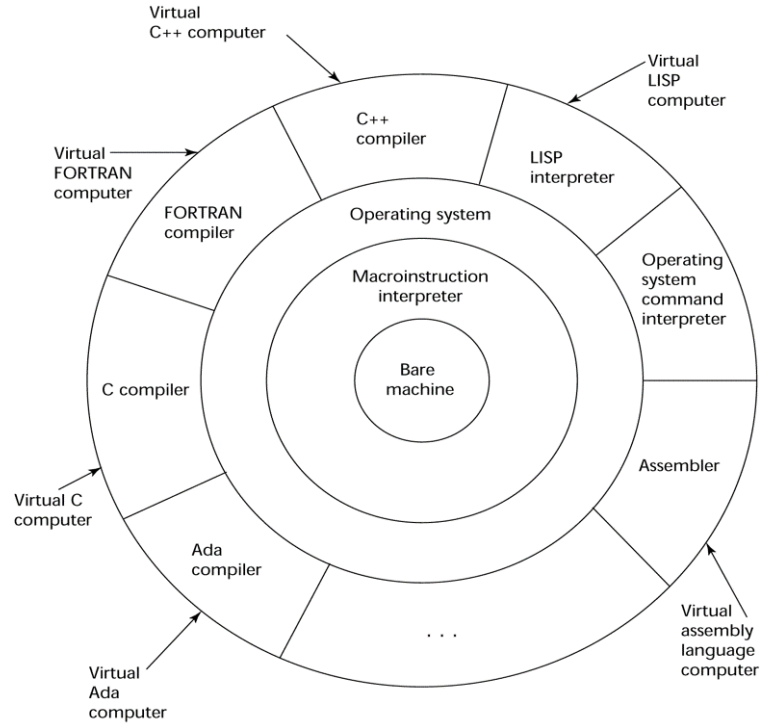 Virtual
C++ computer
Virtual
LISP
computer
C++
compiler
Virtual
FORTRAN
computer
LISP
interpreter
FORTRAN
compiler
Operating system
Operating
system
command
interpreter
Macroinstruction
interpreter
Bare
machine
C compiler
Assembler
Virtual C
computer
Ada
compiler
. . .
Virtual
assembly
language
computer
Virtual
Ada
computer